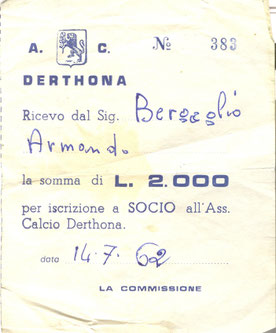 A. C. № 383
DERTHONA
Ricevo dal Sig. Bergaglio
Armando
la somma di L. 2.000
per iscrizione a SOCIO all'Ass.
Calcio Derthona.
data 14.7.62
LA COMMISSIONE